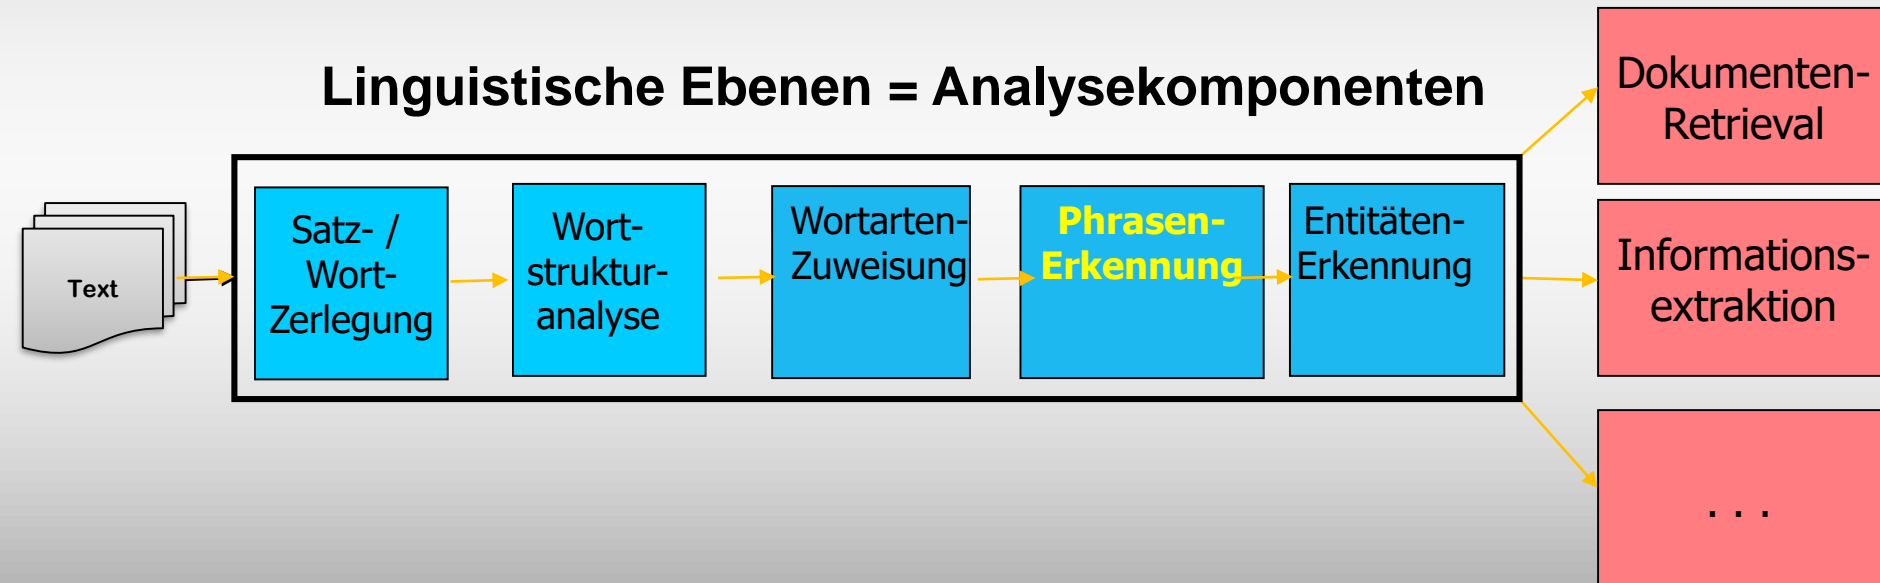 Linguistische Ebenen = Analysekomponenten
Text
Satz- /
Wort-
Zerlegung
Wort-
struktur-
analyse
Wortarten-
Zuweisung
Phrasen-
Erkennung
Entitäten-
Erkennung
Dokumenten-
Retrieval
Informations-
extraktion
. . .